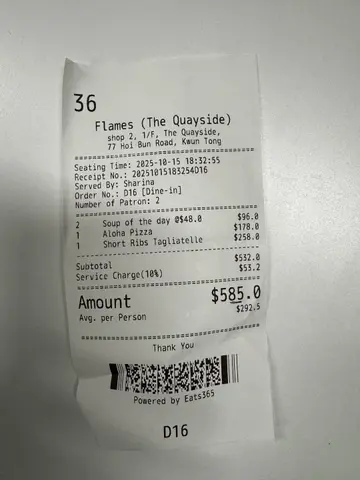 36
Flames (The Quayside)
shop 2, 1/F, The Quayside,
77 Hoi Bun Road, Kwun Tong
Seating Time: 2025-10-15 18:32:55
Receipt No.: 20251015183254D16
Served By: Sharina
Order No.: D16 [Dine-in]
Number of Patron: 2
2 Soup of the day @$48.0 $96.0
1 Aloha Pizza $178.0
1 Short Ribs Tagliatelle $258.0
Subtotal $532.0
Service Charge(10%) $53.2
Amount $585.0
Avg. per Person $292.5
Thank You
Powered by Eats365
D16